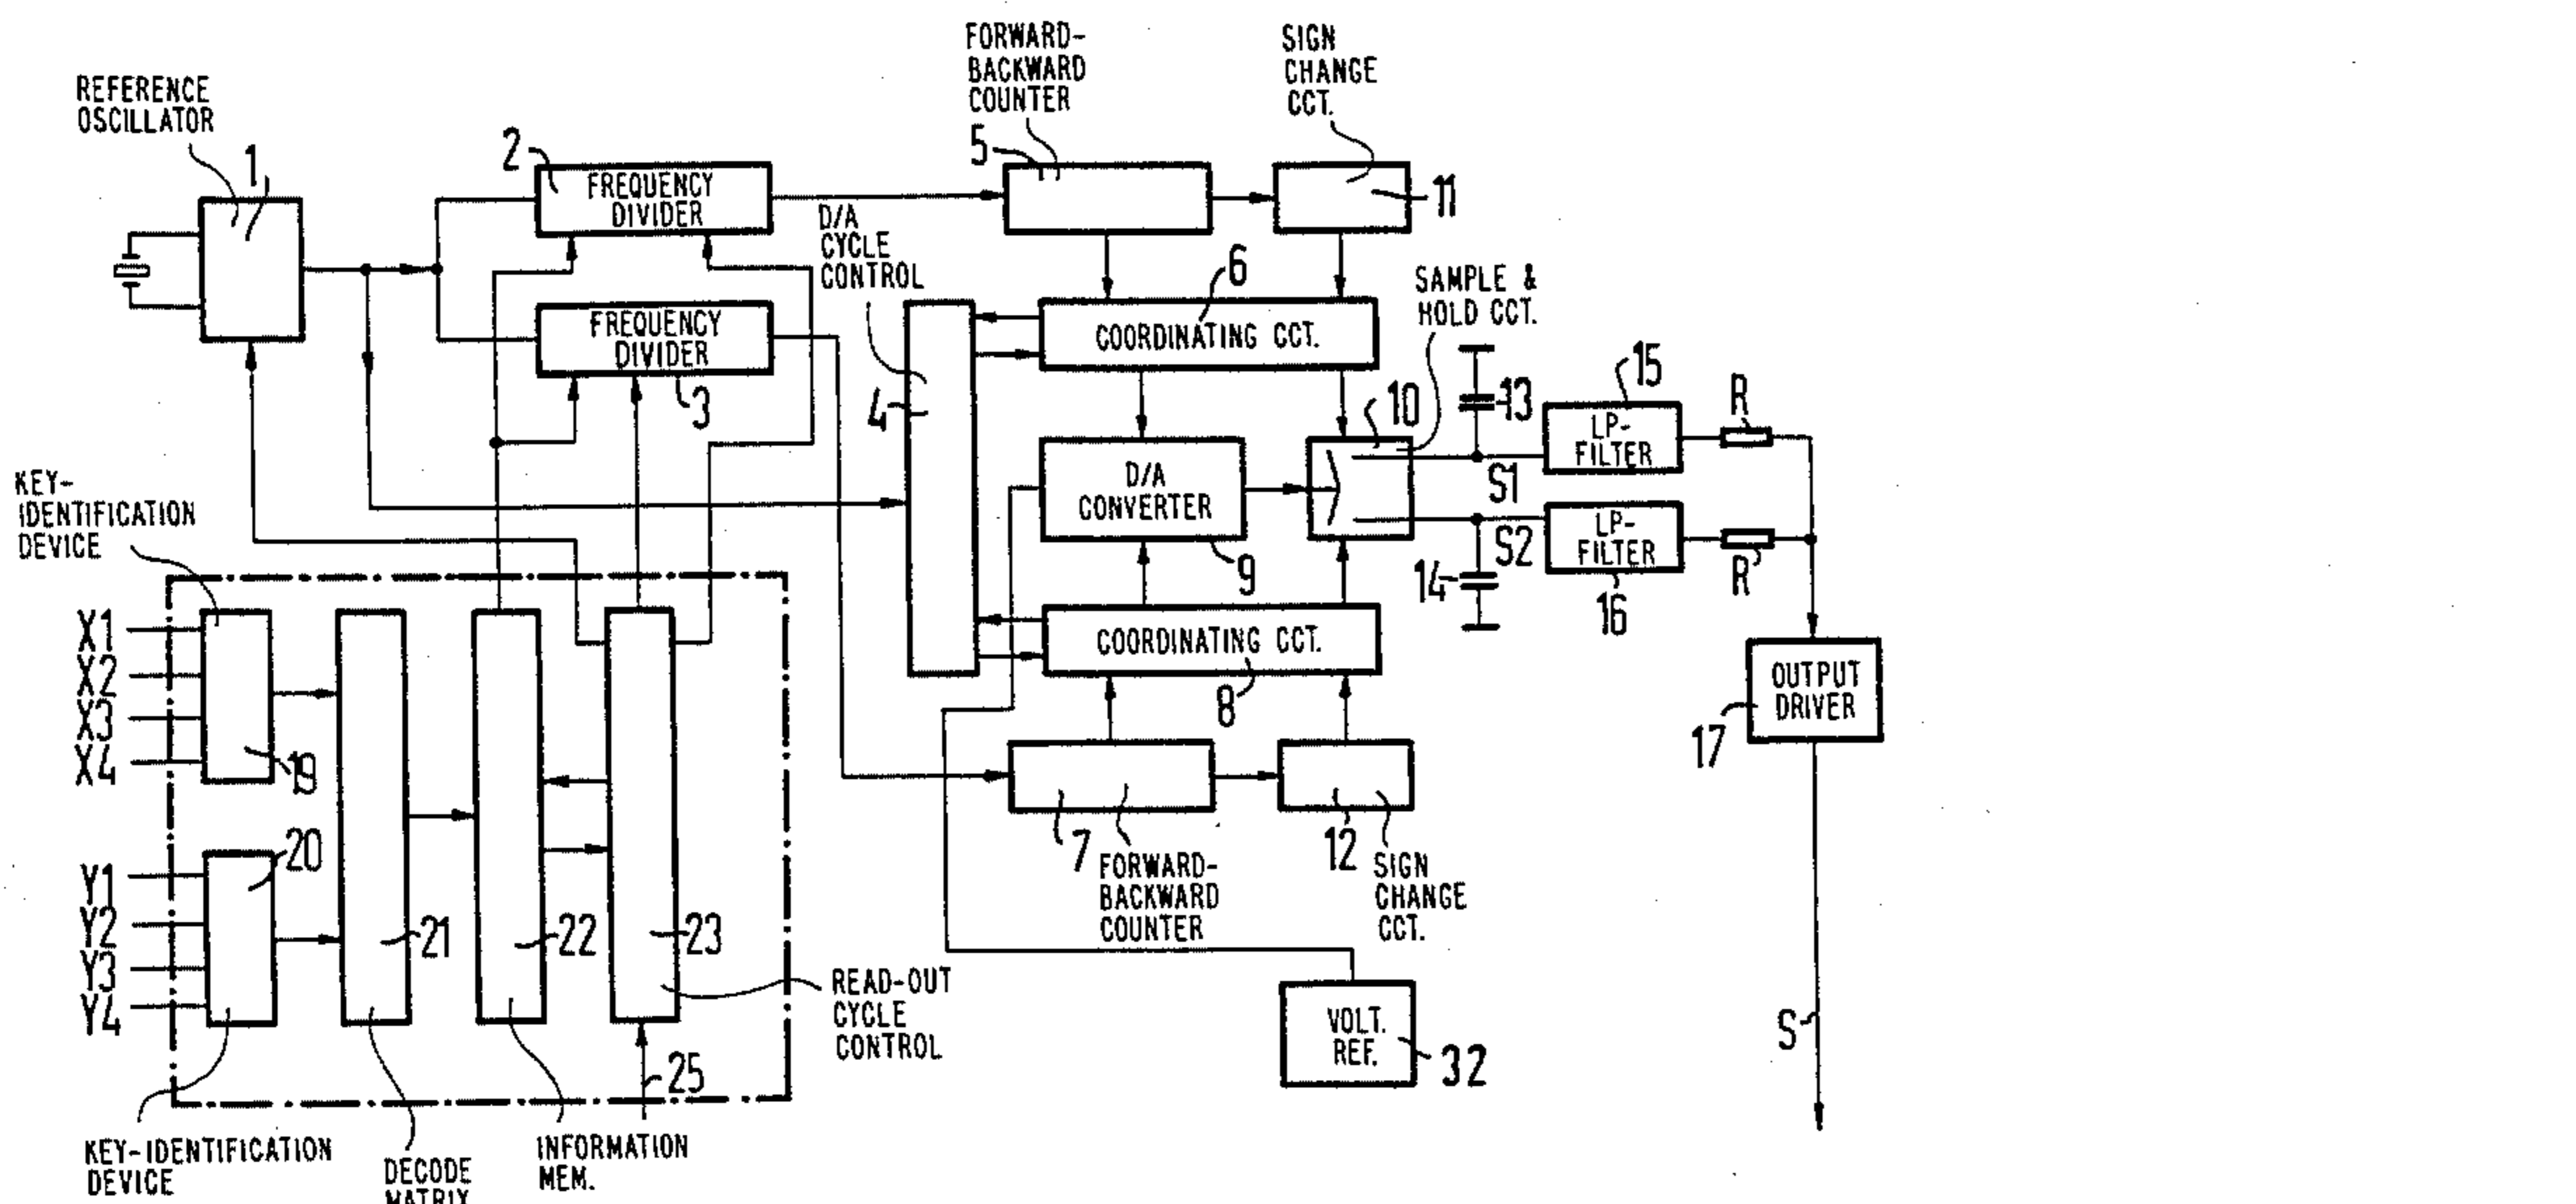 FORWARD-
BACKWARD
COUNTER
SIGN
CHANGE
CCT.
REFERENCE
OSCILLATOR
1
2
FREQUENCY
DIVIDER
5
11
D/A
CYCLE
CONTROL
6
COORDINATING CCT.
SAMPLE &
HOLD CCT.
FREQUENCY
DIVIDER
3
4
10
13
15
LP-
FILTER
R
KEY-
IDENTIFICATION
DEVICE
D/A
CONVERTER
9
S1
S2
14
LP-
FILTER
16
R
X1
X2
X3
X4
19
COORDINATING CCT.
8
OUTPUT
DRIVER
17
20
Y1
Y2
Y3
Y4
21
22
23
7
FORWARD-
BACKWARD
COUNTER
12
SIGN
CHANGE
CCT.
READ-OUT
CYCLE
CONTROL
VOLT.
REF.
32
S
25
KEY-IDENTIFICATION
DEVICE
DECODE
MATRIX
INFORMATION
MEM.